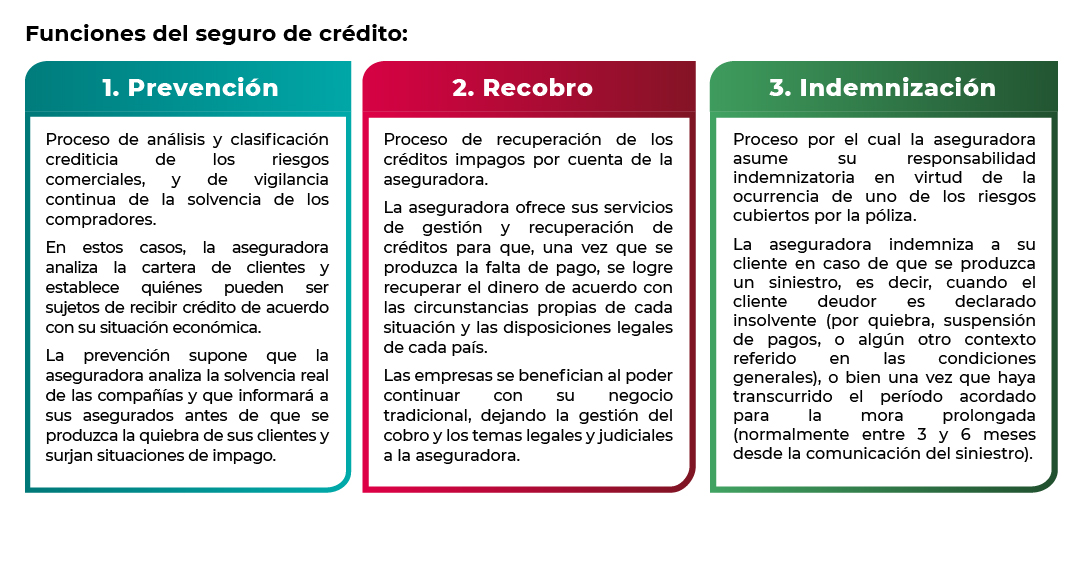 Funciones del seguro de crédito:
1. Prevención
Proceso de análisis y clasificación
crediticia de los riesgos
comerciales, y de vigilancia
continua de la solvencia de los
compradores.
En estos casos, la aseguradora
analiza la cartera de clientes y
establece quiénes pueden ser
sujetos de recibir crédito de acuerdo
con su situación económica.
La prevención supone que la
aseguradora analiza la solvencia real
de las compañías y que informará a
sus asegurados antes de que se
produzca la quiebra de sus clientes y
surjan situaciones de impago.
2. Recobro
Proceso de recuperación de los
créditos impagos por cuenta de la
aseguradora.
La aseguradora ofrece sus servicios
de gestión y recuperación de
créditos para que, una vez que se
produzca la falta de pago, se logre
recuperar el dinero de acuerdo con
las circunstancias propias de cada
situación y las disposiciones legales
de cada país.
Las empresas se benefician al poder
continuar con su negocio
tradicional, dejando la gestión del
cobro y los temas legales y judiciales
a la aseguradora.
3. Indemnización
Proceso por el cual la aseguradora
asume su responsabilidad
indemnizatoria en virtud de la
ocurrencia de uno de los riesgos
cubiertos por la póliza.
La aseguradora indemniza a su
cliente en caso de que se produzca
un siniestro, es decir, cuando el
cliente deudor es declarado
insolvente (por quiebra, suspensión
de pagos, o algún otro contexto
referido en las condiciones
generales), o bien una vez que haya
transcurrido el período acordado
para la mora prolongada
(normalmente entre 3 y 6 meses
desde la comunicación del siniestro).